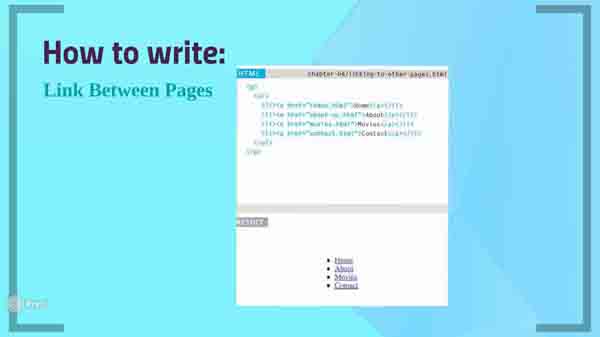 How to write:
Link Between Pages
HTML
chapter-04/linking-to-other-pages.html
<p>
<ul>
<li><a href="index.html">Home</a></li>
<li><a href="about-us.html">About</a></li>
<li><a href="movies.html">Movies</a></li>
<li><a href="contact.html">Contact</a></li>
</ul>
</p>
RESULT
Home
About
Movies
Contact